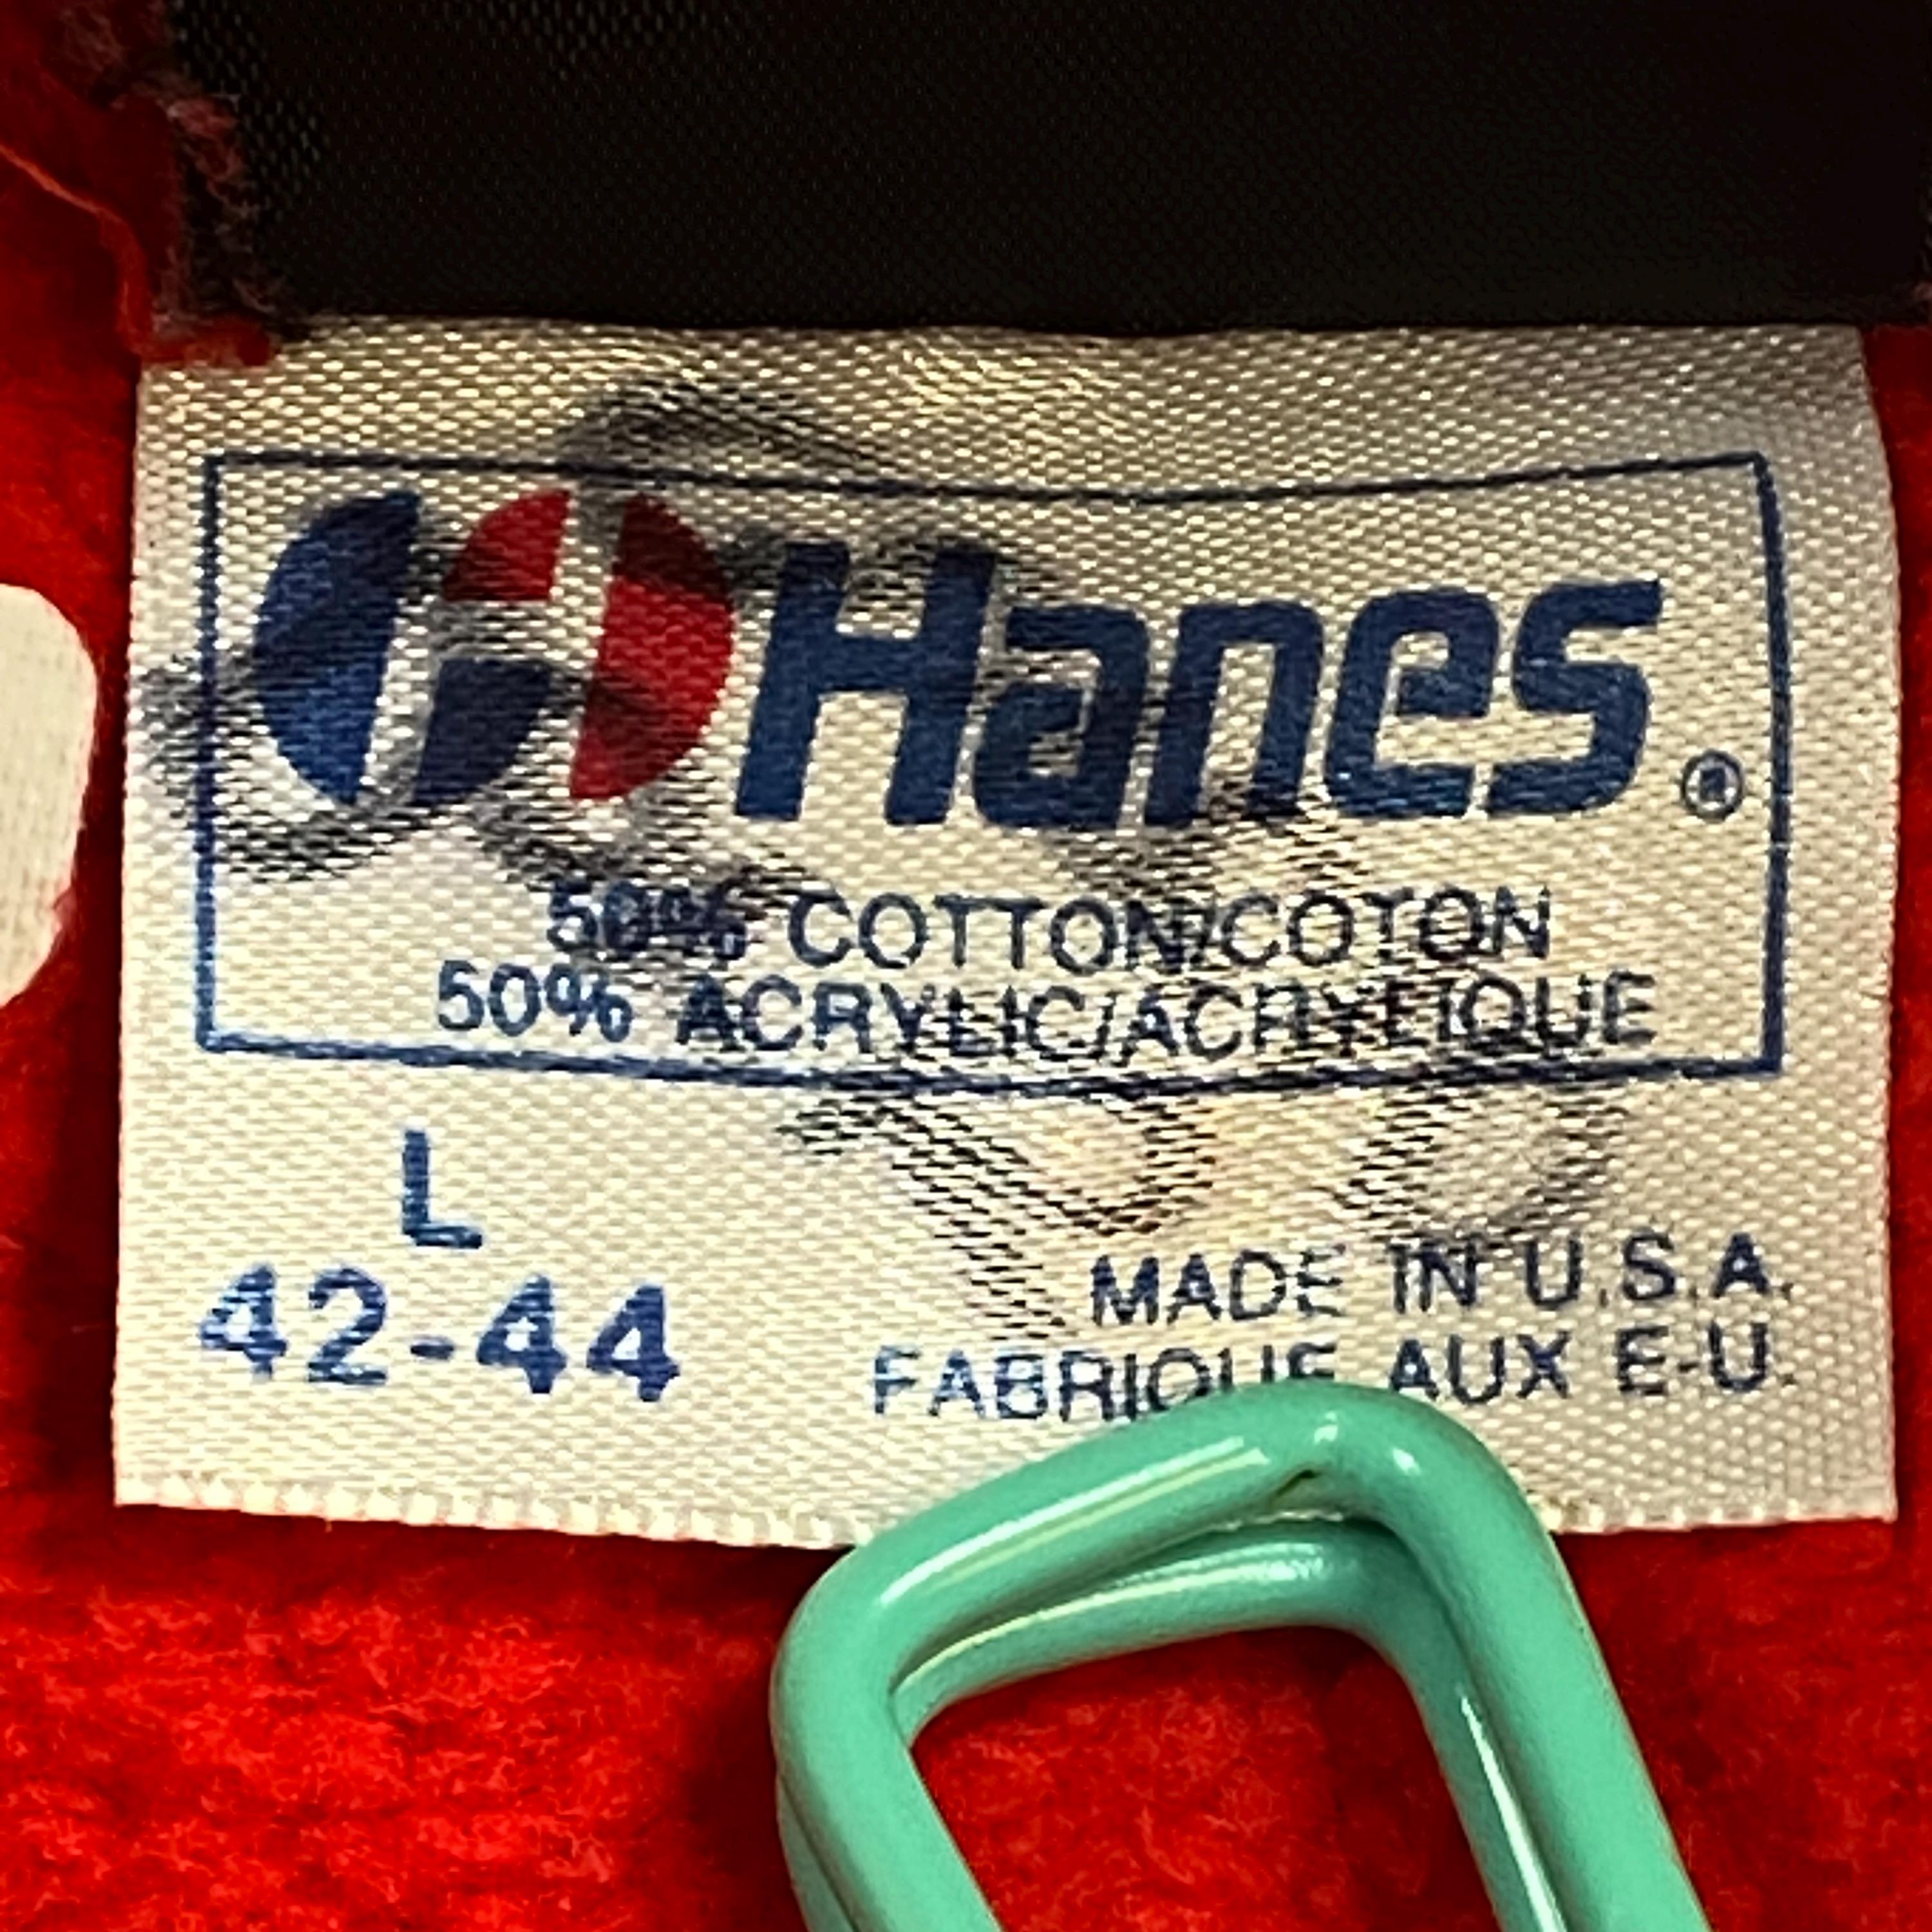 Hanes®
50% COTTON/COTON
50% ACRYLIC/ACRYLIQUE
L
42-44
MADE IN U.S.A.
FABRIQUE AUX E-U.